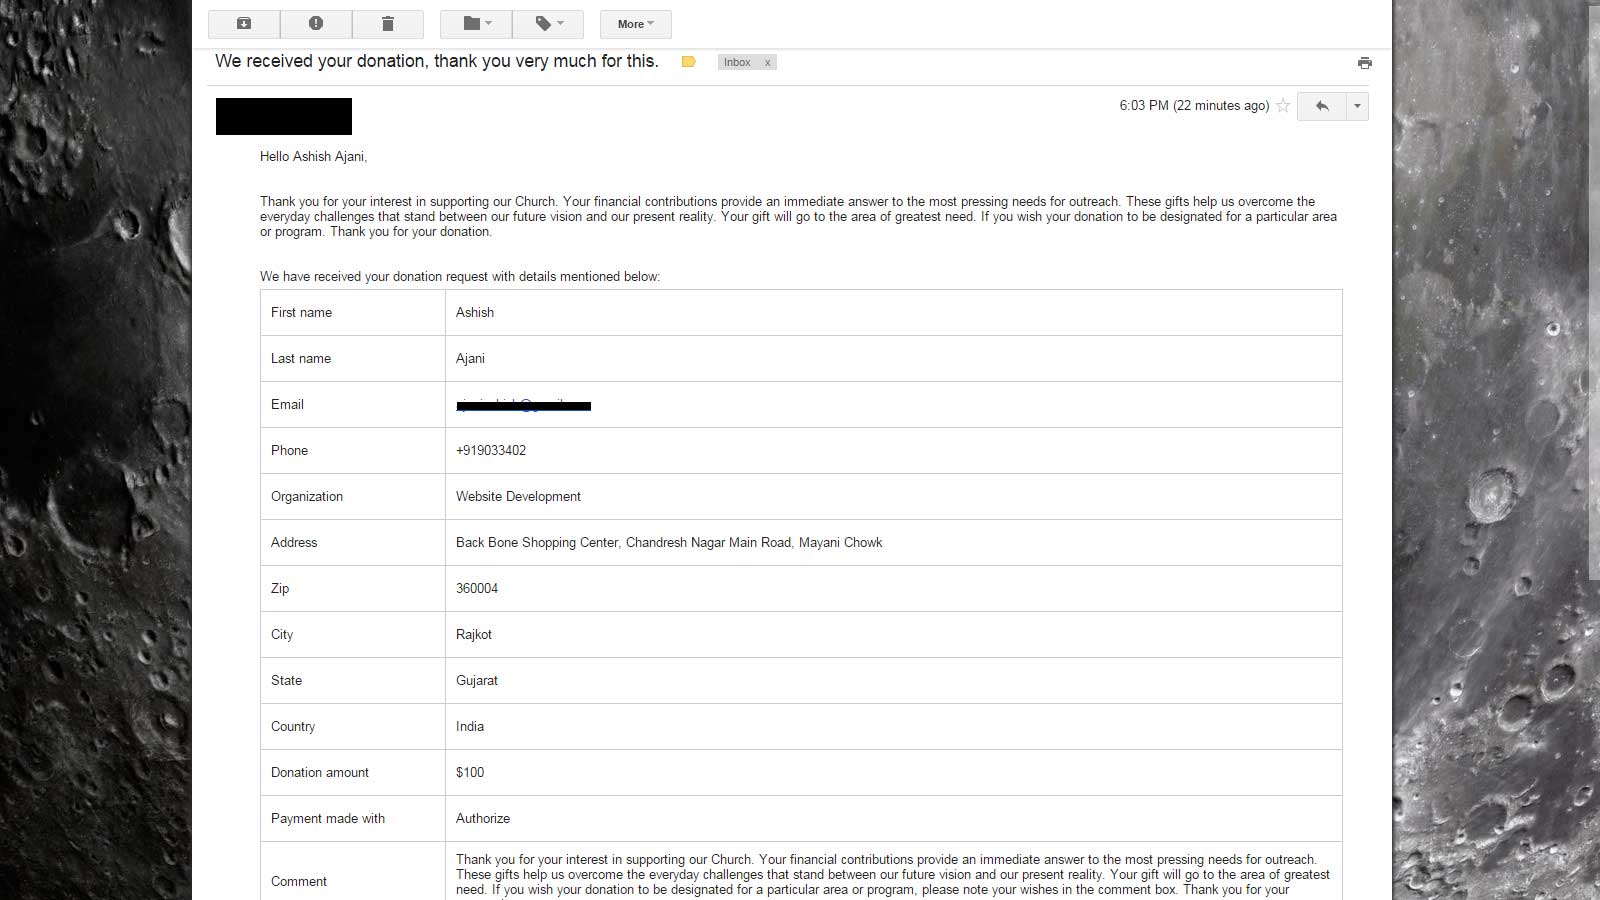 More
We received your donation, thank you very much for this.
Inbox x
6:03 PM (22 minutes ago)
Hello Ashish Ajani,
Thank you for your interest in supporting our Church. Your financial contributions provide an immediate answer to the most pressing needs for outreach. These gifts help us overcome the
everyday challenges that stand between our future vision and our present reality. Your gift will go to the area of greatest need. If you wish your donation to be designated for a particular area
or program. Thank you for your donation.
We have received your donation request with details mentioned below:
First name Ashish
Last name Ajani
Email
Phone +919033402
Organization Website Development
Address Back Bone Shopping Center, Chandresh Nagar Main Road, Mayani Chowk
Zip 360004
City Rajkot
State Gujarat
Country India
Donation amount $100
Payment made with Authorize
Thank you for your interest in supporting our Church. Your financial contributions provide an immediate answer to the most pressing needs for outreach.
These gifts help us overcome the everyday challenges that stand between our future vision and our present reality. Your gift will go to the area of greatest
Comment
need. If you wish your donation to be designated for a particular area or program, please note your wishes in the comment box. Thank you for your